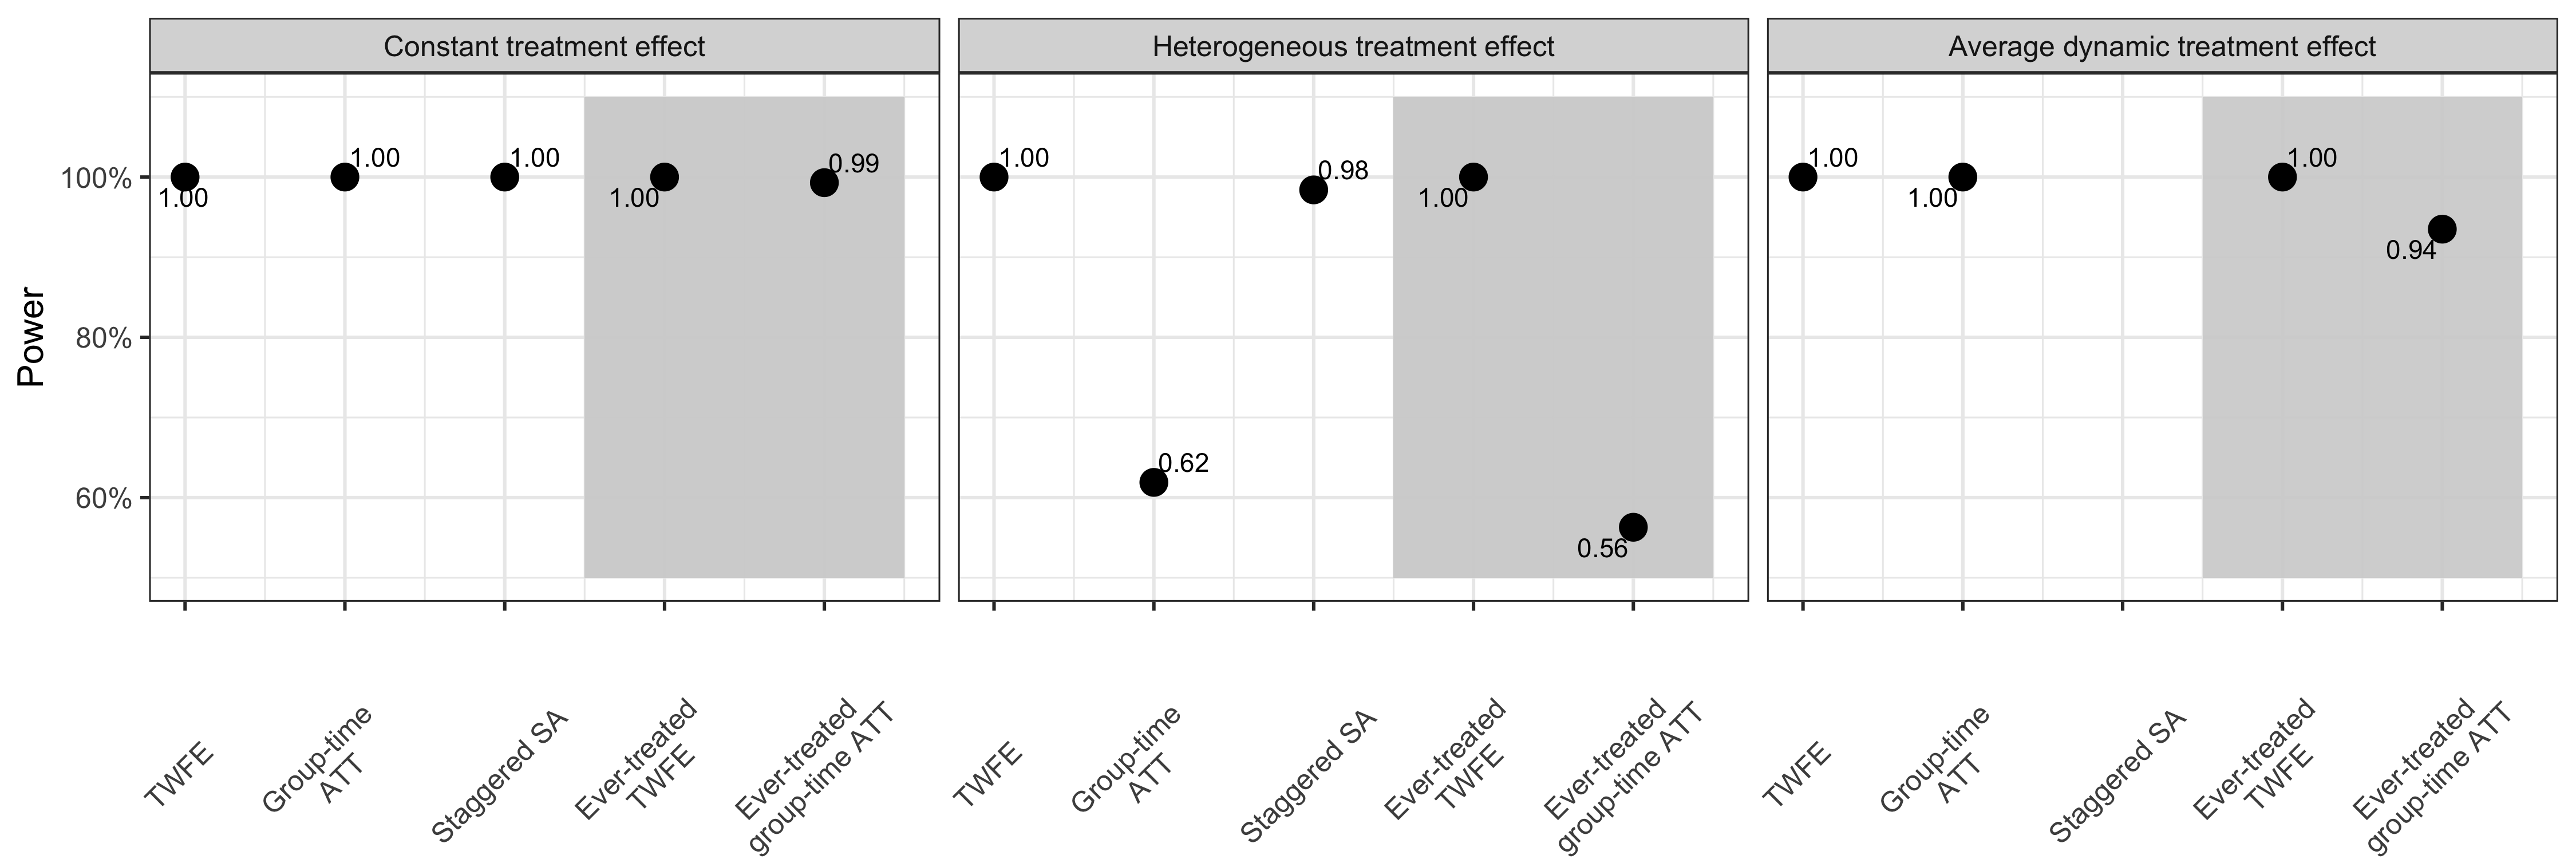 Constant treatment effect
Heterogeneous treatment effect
Average dynamic treatment effect
Power
100%
80%
60%
1.00
1.00
1.00
1.00
0.99
1.00
0.62
0.98
1.00
0.56
1.00
1.00
1.00
0.94
TWFE
Group-time
ATT
Staggered SA
Ever-treated
TWFE
Ever-treated
group-time ATT
TWFE
Group-time
ATT
Staggered SA
Ever-treated
TWFE
Ever-treated
group-time ATT
TWFE
Group-time
ATT
Staggered SA
Ever-treated
TWFE
Ever-treated
group-time ATT